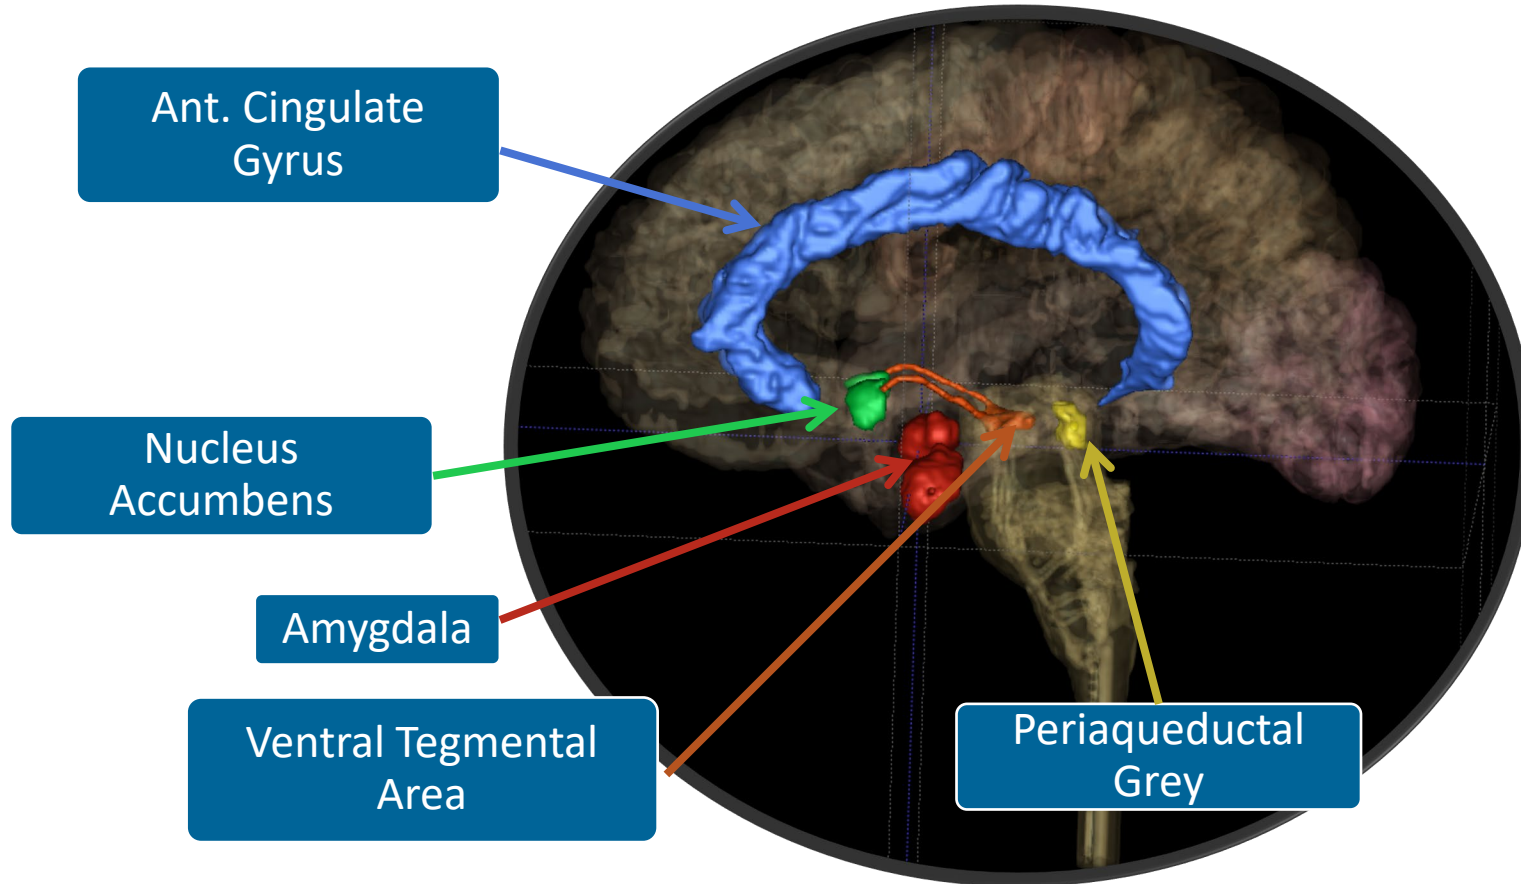 Ant. Cingulate
Gyrus
Nucleus
Accumbens
Amygdala
Ventral Tegmental
Area
Periaqueductal
Grey